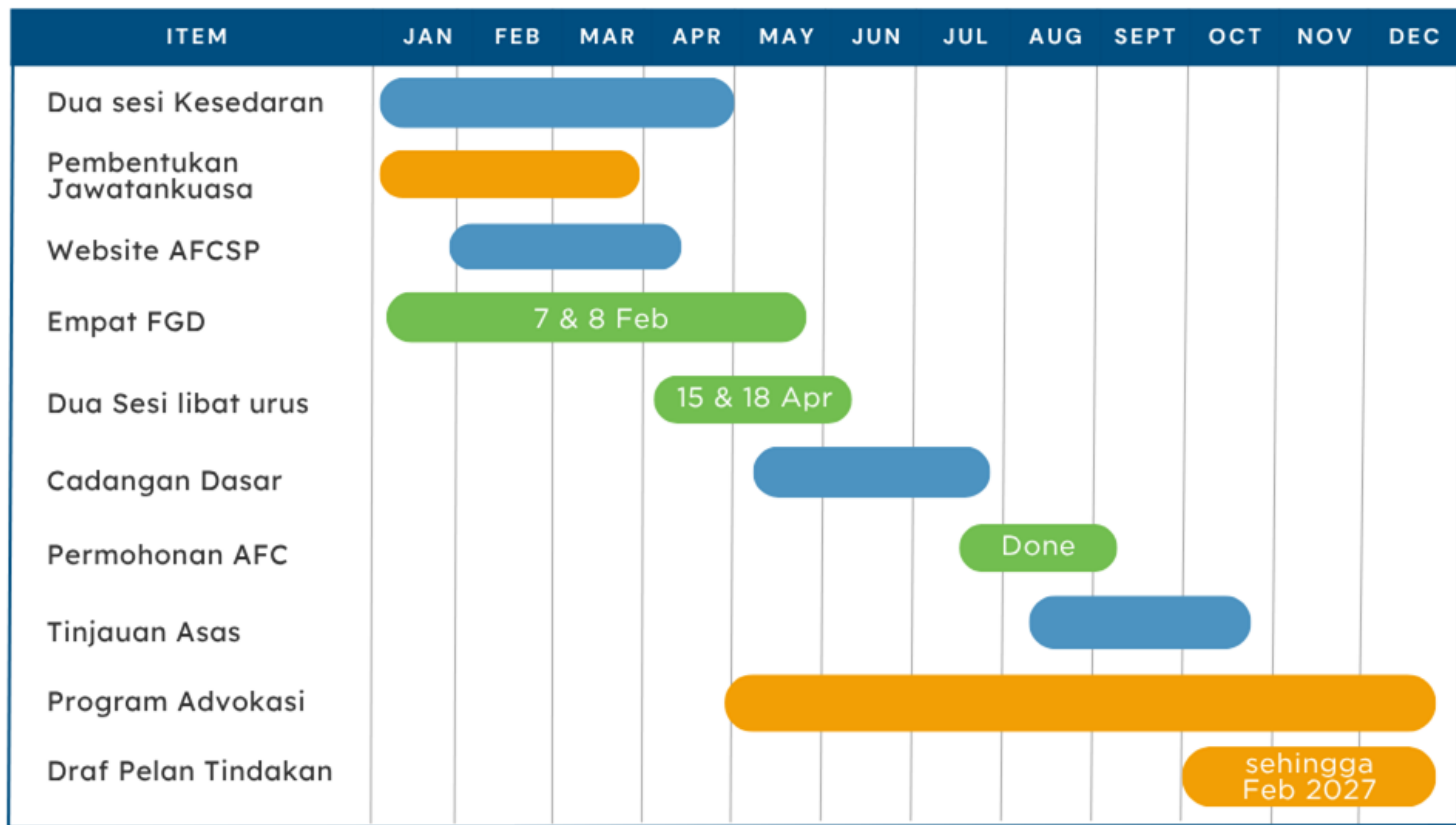 ITEM JAN FEB MAR APR MAY JUN JUL AUG SEPT OCT NOV DEC
Dua sesi Kesedaran
Pembentukan
Jawatankuasa
Website AFCSP
Empat FGD 7 & 8 Feb
Dua Sesi libat urus 15 & 18 Apr
Cadangan Dasar
Permohonan AFC Done
Tinjauan Asas
Program Advokasi
Draf Pelan Tindakan sehingga
Feb 2027